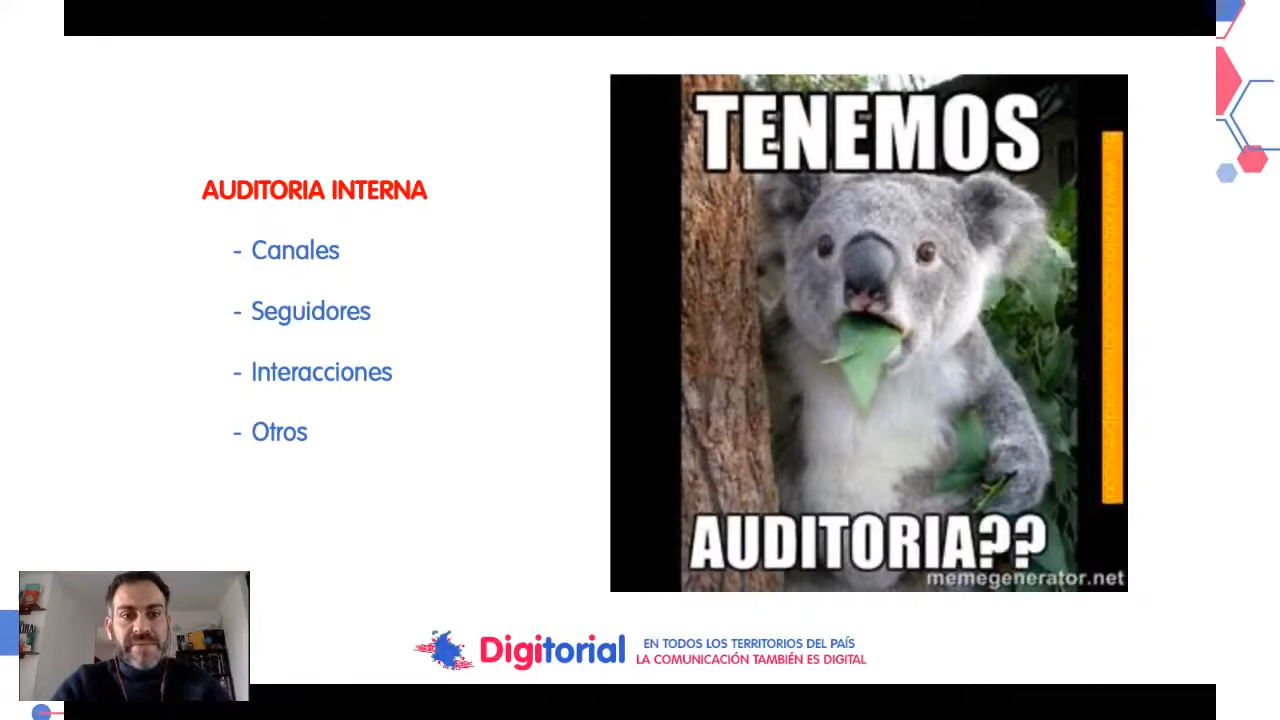 AUDITORIA INTERNA
- Canales
- Seguidores
- Interacciones
- Otros
TENEMOS
AUDITORIA??
memegenerator.net
Digitorial
EN TODOS LOS TERRITORIOS DEL PAÍS
LA COMUNICACIÓN TAMBIÉN ES DIGITAL